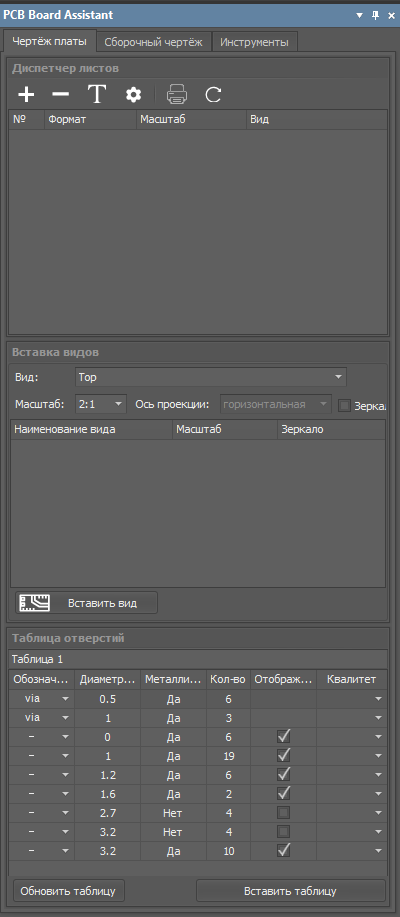 PCB Board Assistant
Чертёж платы Сборочный чертёж Инструменты
Диспетчер листов
T
№ Формат Масштаб Вид
Вставка видов
Вид: Top
Масштаб: 2:1 Ось проекции: горизонтальная Зеркал
Наименование вида Масштаб Зеркало
Вставить вид
Таблица отверстий
Таблица 1
Обознач... Диаметр... Металли... Кол-во Отображ... Квалитет
via 0.5 Да 6
via 1 Да 3
– 0 Да 6
– 1 Да 19
– 1.2 Да 6
– 1.6 Да 2
– 2.7 Нет 4
– 3.2 Нет 4
– 3.2 Да 10
Обновить таблицу Вставить таблицу